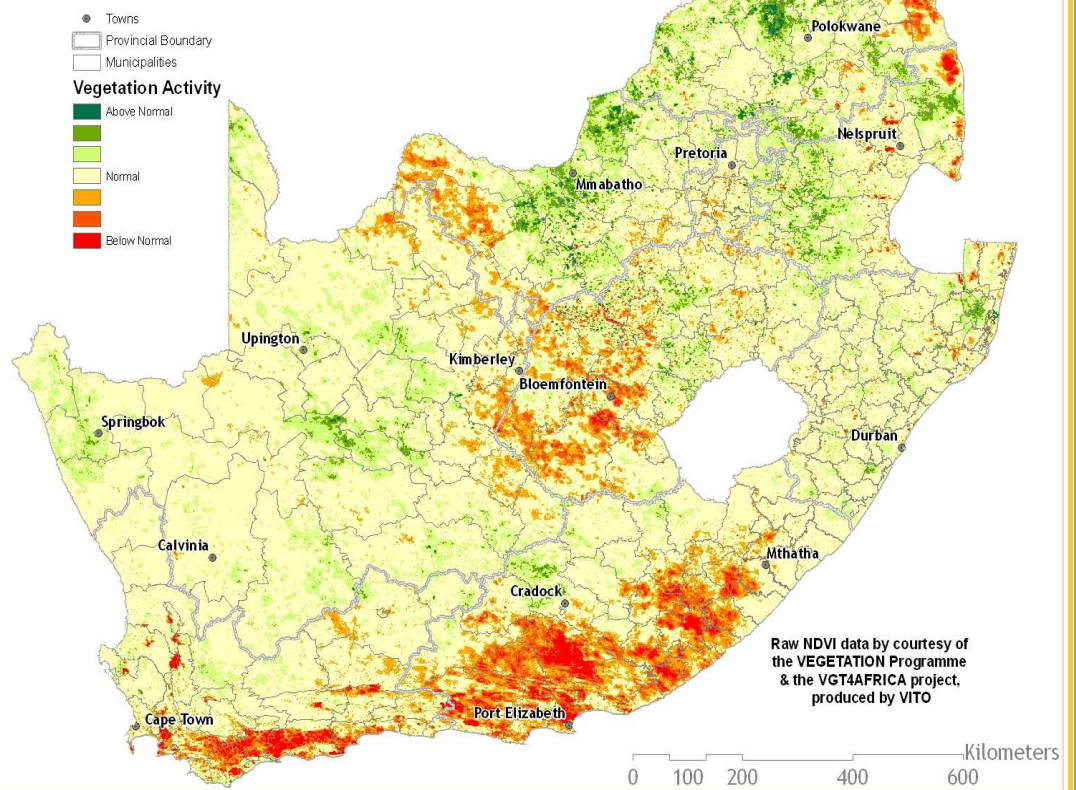 Towns
Provincial Boundary
Municipalities
Vegetation Activity
Above Normal
Normal
Below Normal
Polokwane
Nelspruit
Pretoria
Mmabatho
Upington
Kimberley
Bloemfontein
Springbok
Durban
Calvinia
Mthatha
Cradock
Raw NDVI data by courtesy of
the VEGETATION Programme
& the VGT4AFRICA project,
produced by VITO
Port Elizabeth
Cape Town
Kilometers
0 100 200 400 600